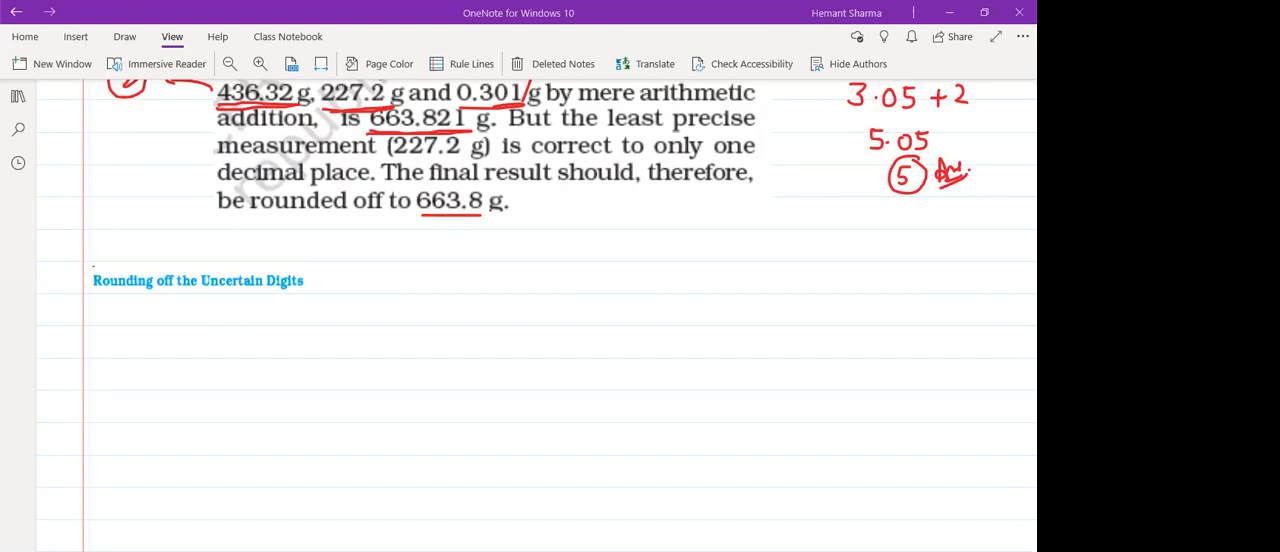 OneNote for Windows 10
Hemant Sharma
Home Insert Draw View Help Class Notebook
Share
New Window Immersive Reader Page Color Rule Lines Deleted Notes Translate Check Accessibility Hide Authors
436.32 g, 227.2 g and 0.301 g by mere arithmetic
addition, is 663.821 g. But the least precise
measurement (227.2 g) is correct to only one
decimal place. The final result should, therefore,
be rounded off to 663.8 g.
3.05 + 2
5.05
5 Ans.
Rounding off the Uncertain Digits